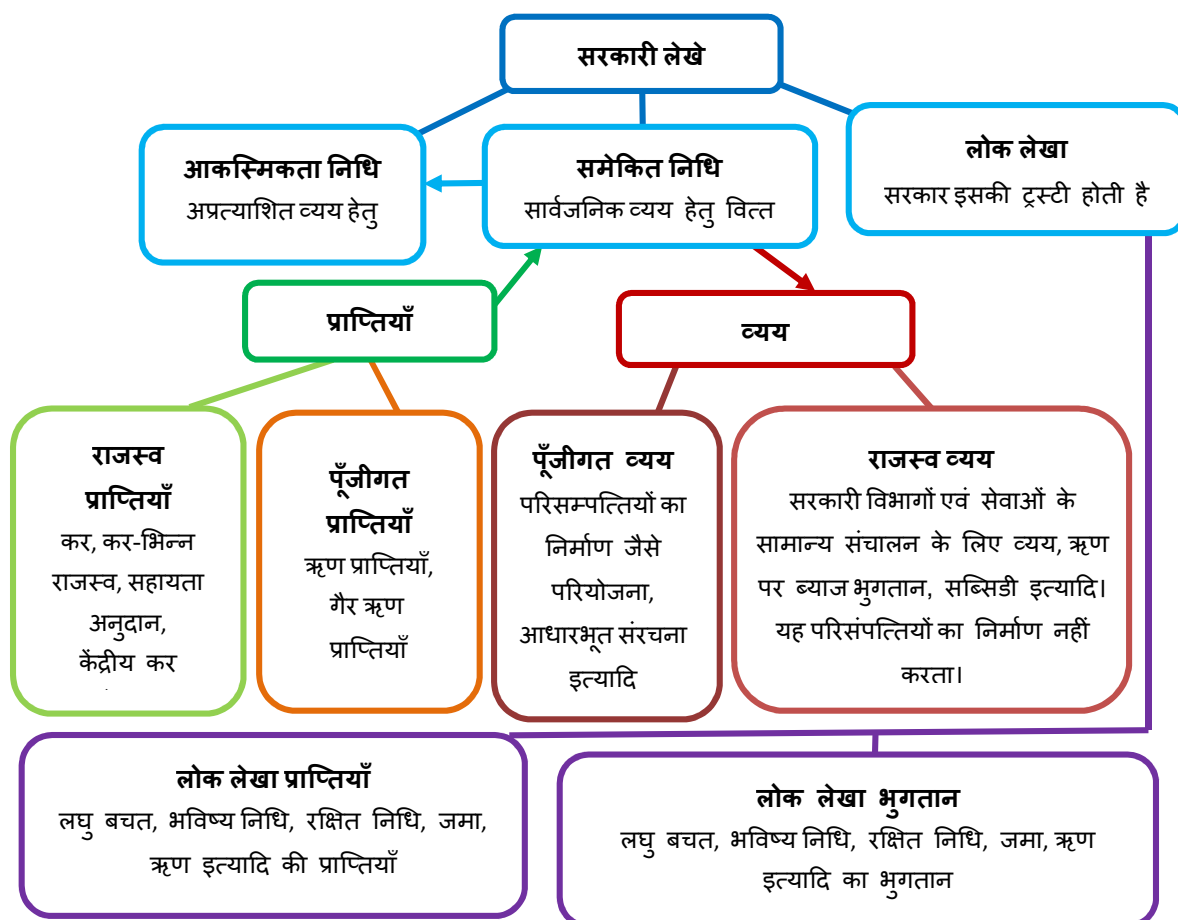 सरकारी लेखे
आकस्मिकता निधि
अप्रत्याशित व्यय हेतु
समेकित निधि
सार्वजनिक व्यय हेतु वित्त
लोक लेखा
सरकार इसकी ट्रस्टी होती है
प्राप्तियाँ
व्यय
राजस्व
प्राप्तियाँ
कर, कर-भिन्न
राजस्व, सहायता
अनुदान,
केंद्रीय कर
पूँजीगत
प्राप्तियाँ
ऋण प्राप्तियाँ,
गैर ऋण
प्राप्तियाँ
पूँजीगत व्यय
परिसम्पत्तियों का
निर्माण जैसे
परियोजना,
आधारभूत संरचना
इत्यादि
राजस्व व्यय
सरकारी विभागों एवं सेवाओं के
सामान्य संचालन के लिए व्यय, ऋण
पर ब्याज भुगतान, सब्सिडी इत्यादि।
यह परिसंपत्तियों का निर्माण नहीं
करता।
लोक लेखा प्राप्तियाँ
लघु बचत, भविष्य निधि, रक्षित निधि, जमा,
ऋण इत्यादि की प्राप्तियाँ
लोक लेखा भुगतान
लघु बचत, भविष्य निधि, रक्षित निधि, जमा, ऋण
इत्यादि का भुगतान